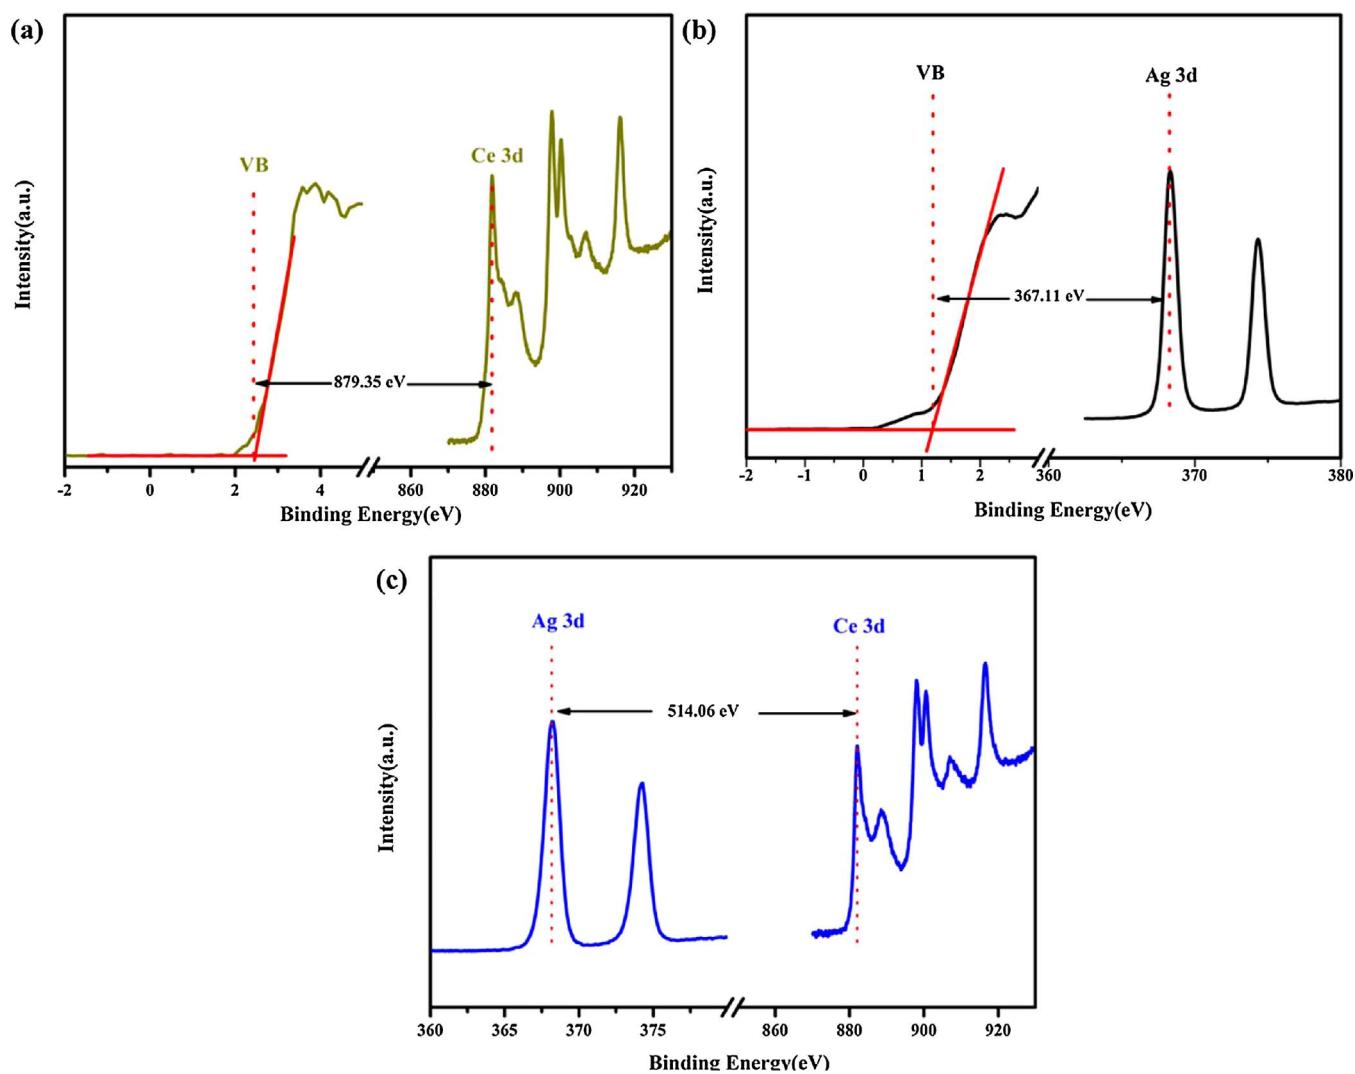 (a)
VB
Ce 3d
879.35 eV
Intensity(a.u.)
-2 0 2 4 860 880 900 920
Binding Energy(eV)
(b)
VB
Ag 3d
367.11 eV
Intensity(a.u.)
-2 -1 0 1 2 360 370 380
Binding Energy(eV)
(c)
Ag 3d
Ce 3d
514.06 eV
Intensity(a.u.)
360 365 370 375 860 880 900 920
Binding Energy(eV)